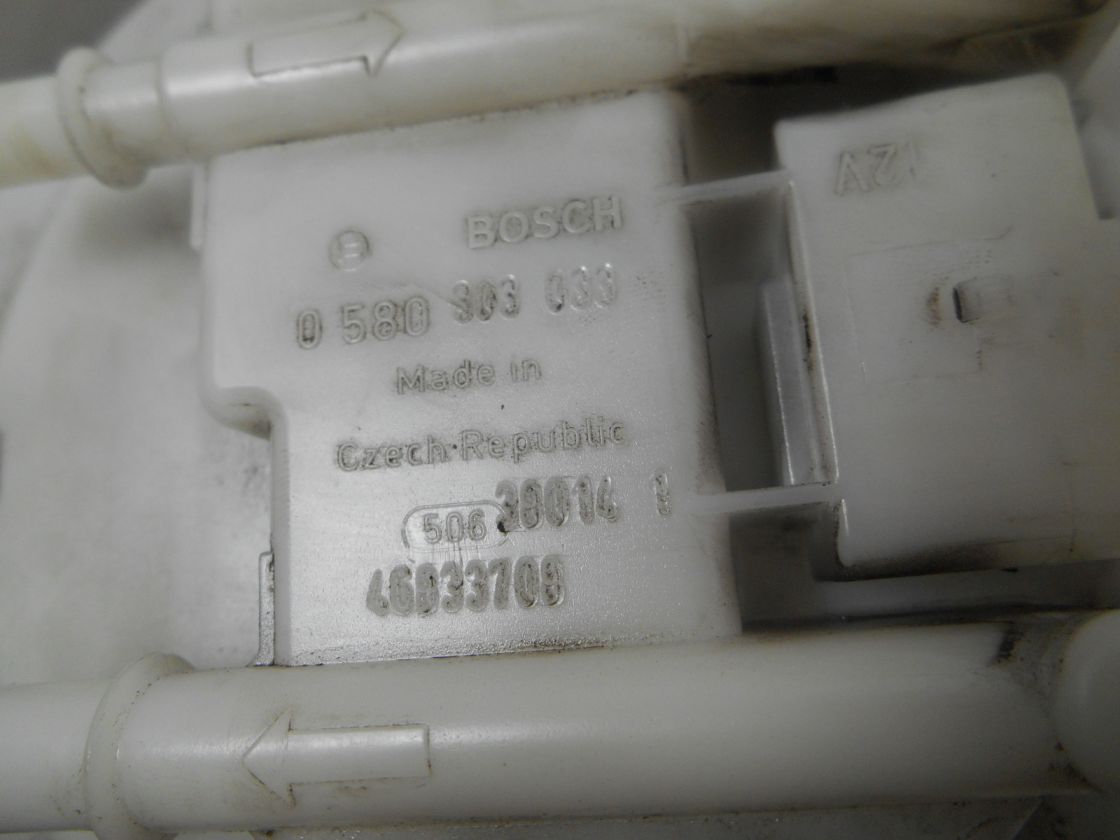 BOSCH
0 580 303 033
Made in
Czech Republic
506 38014 1
46833708
12V